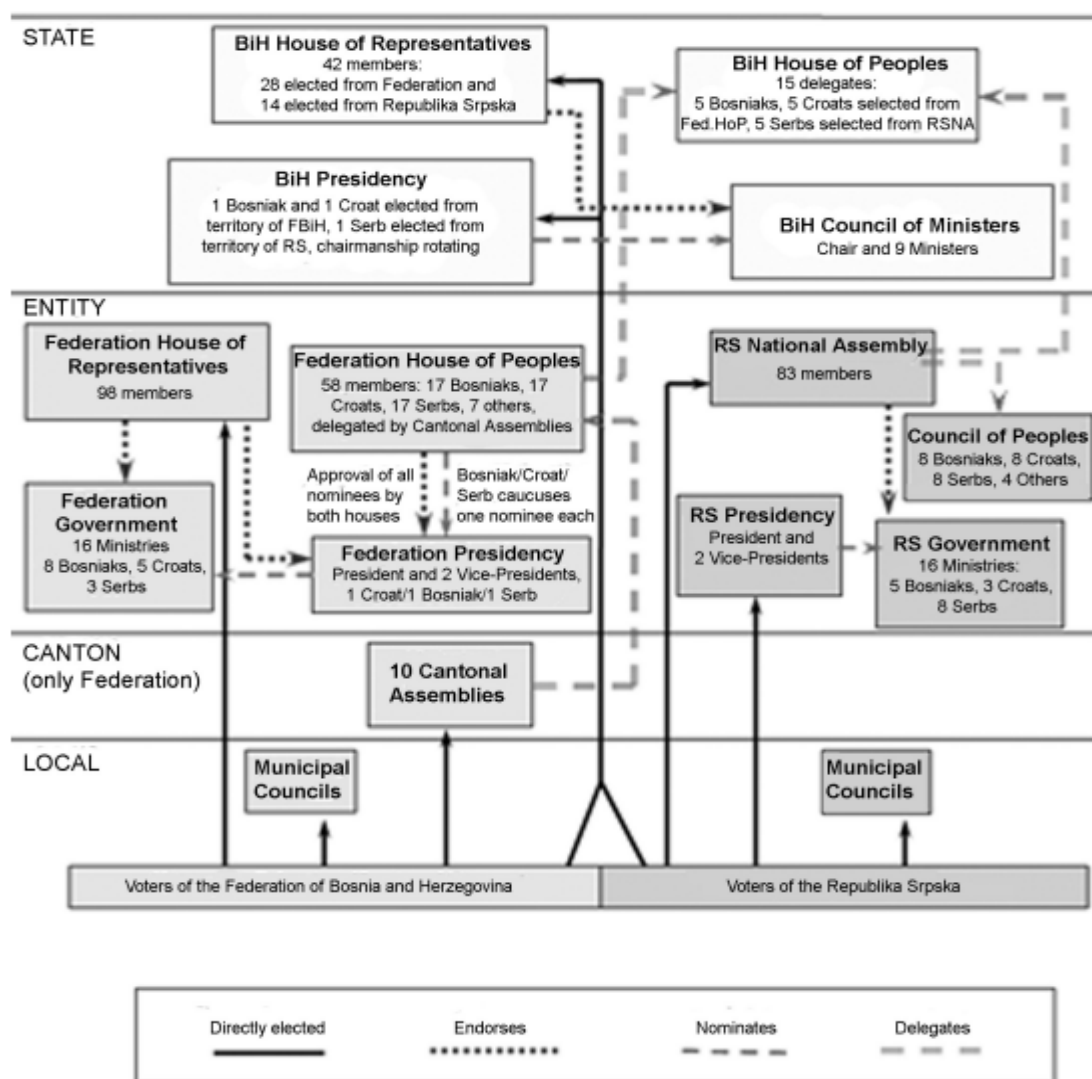 STATE
BiH House of Representatives
42 members:
28 elected from Federation and
14 elected from Republika Srpska
BiH House of Peoples
15 delegates:
5 Bosniaks, 5 Croats selected from
Fed.HoP, 5 Serbs selected from RSNA
BiH Presidency
1 Bosniak and 1 Croat elected from
territory of FBiH, 1 Serb elected from
territory of RS, chairmanship rotating
BiH Council of Ministers
Chair and 9 Ministers
ENTITY
Federation House of
Representatives
98 members
Federation House of Peoples
58 members: 17 Bosniaks, 17
Croats, 17 Serbs, 7 others,
delegated by Cantonal Assemblies
RS National Assembly
83 members
Council of Peoples
8 Bosniaks, 8 Croats,
8 Serbs, 4 Others
Approval of all
nominees by
both houses
Bosniak/Croat/
Serb caucuses
one nominee each
Federation
Government
16 Ministries
8 Bosniaks, 5 Croats,
3 Serbs
Federation Presidency
President and 2 Vice-Presidents,
1 Croat/1 Bosniak/1 Serb
RS Presidency
President and
2 Vice-Presidents
RS Government
16 Ministries:
5 Bosniaks, 3 Croats,
8 Serbs
CANTON
(only Federation)
10 Cantonal
Assemblies
LOCAL
Municipal
Councils
Municipal
Councils
Voters of the Federation of Bosnia and Herzegovina
Voters of the Republika Srpska
Directly elected
Endorses
Nominates
Delegates